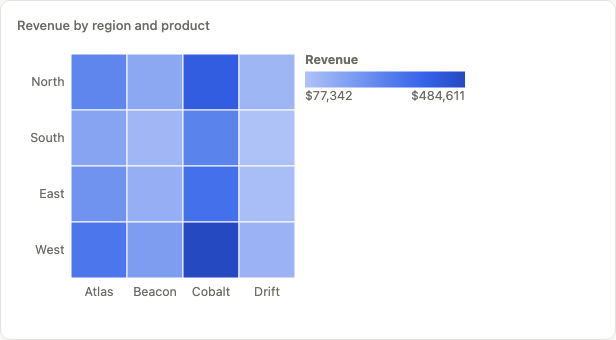 Revenue by region and product
Revenue
$77,342 $484,611
North
South
East
West
Atlas Beacon Cobalt Drift